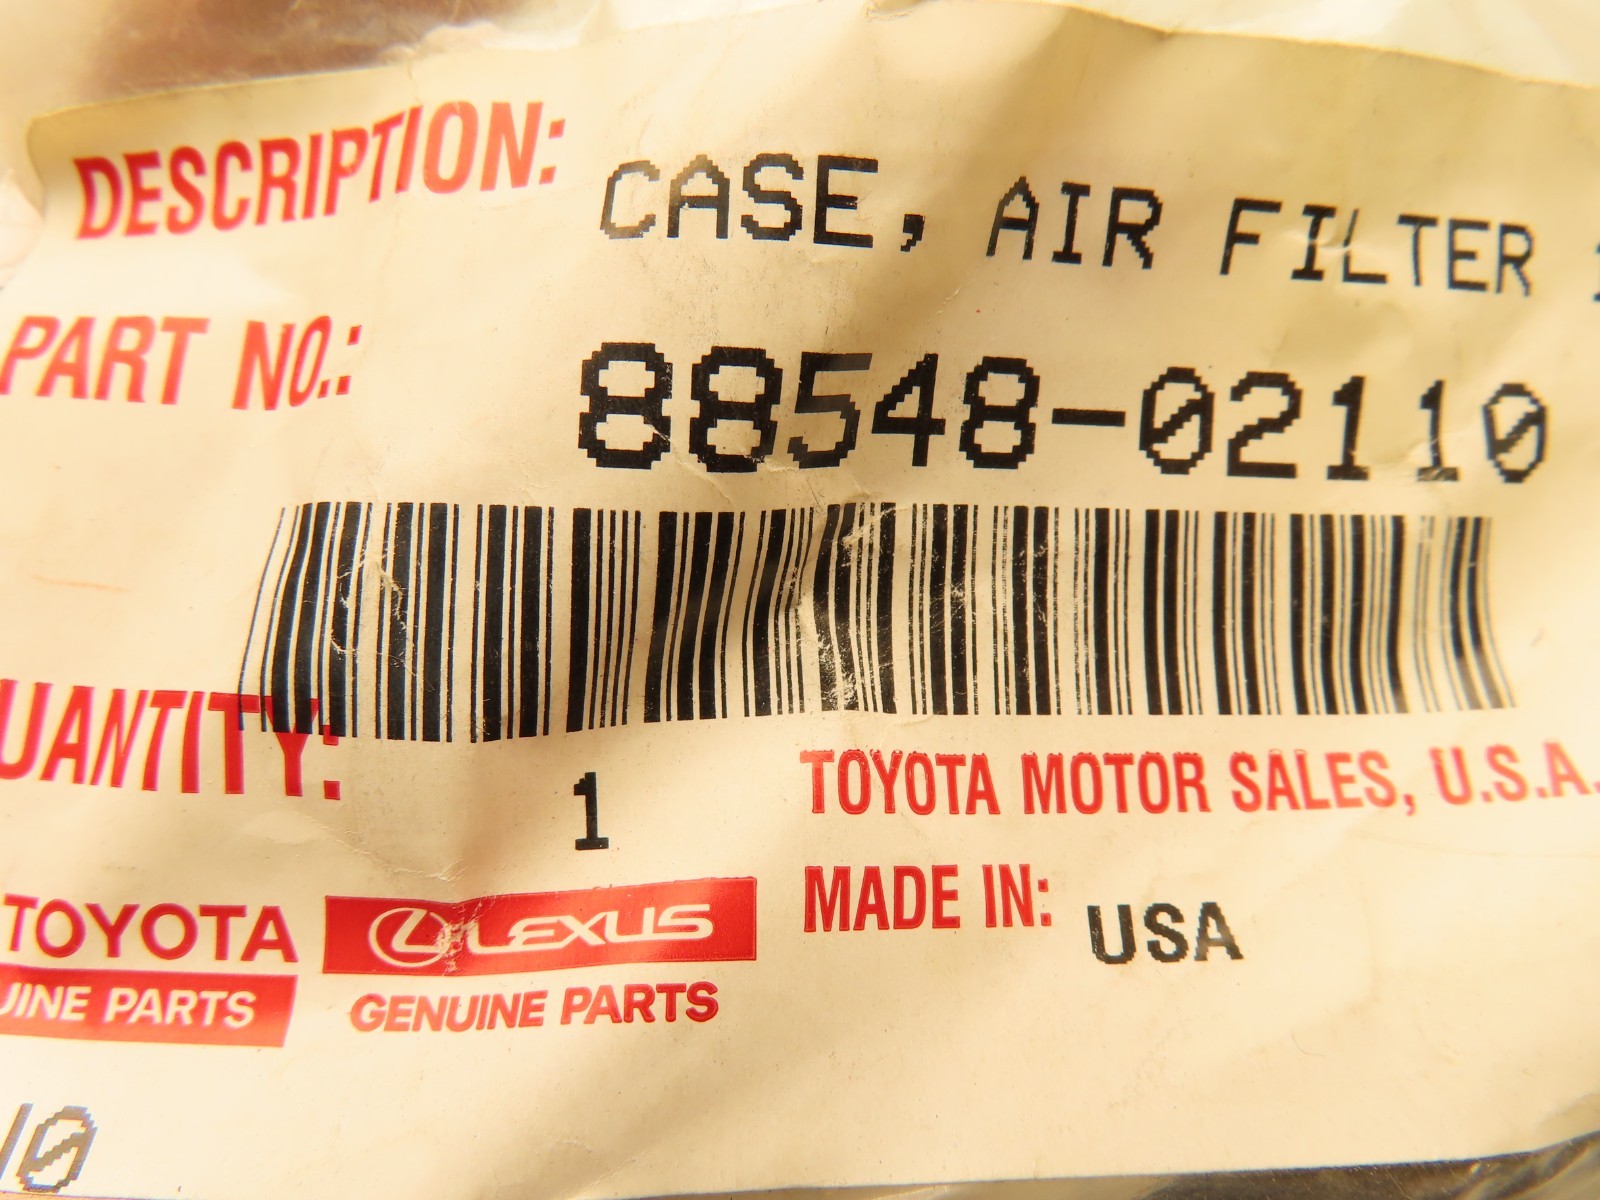 DESCRIPTION: CASE, AIR FILTER
PART NO.: 88548-02110
UANTITY: 1
TOYOTA MOTOR SALES, U.S.A.
MADE IN: USA
TOYOTA
UINE PARTS
LEXUS
GENUINE PARTS